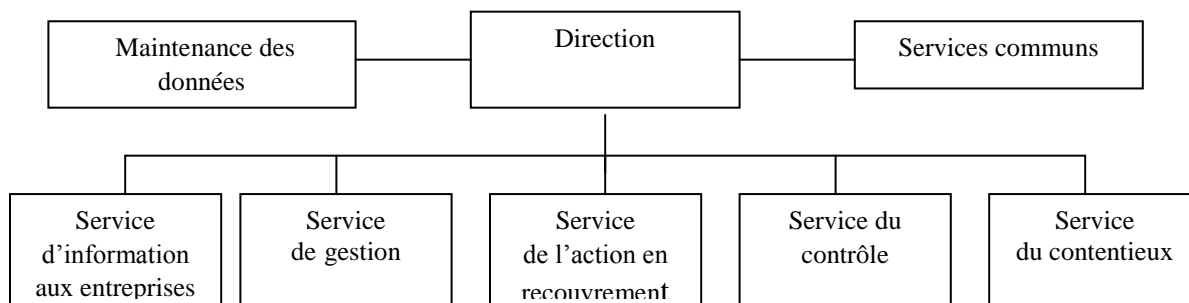 Maintenance des
données
Direction
Services communs
Service
d’information
aux entreprises
Service
de gestion
Service
de l’action en
recouvrement
Service du
contrôle
Service
du contentieux